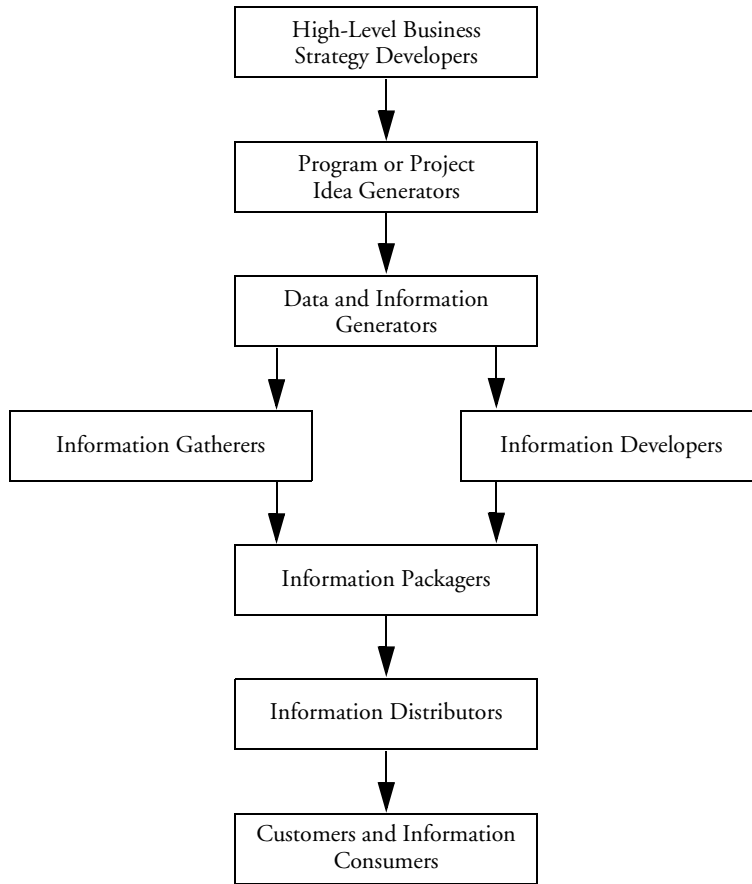 High-Level Business
Strategy Developers
Program or Project
Idea Generators
Data and Information
Generators
Information Gatherers
Information Developers
Information Packagers
Information Distributors
Customers and Information
Consumers